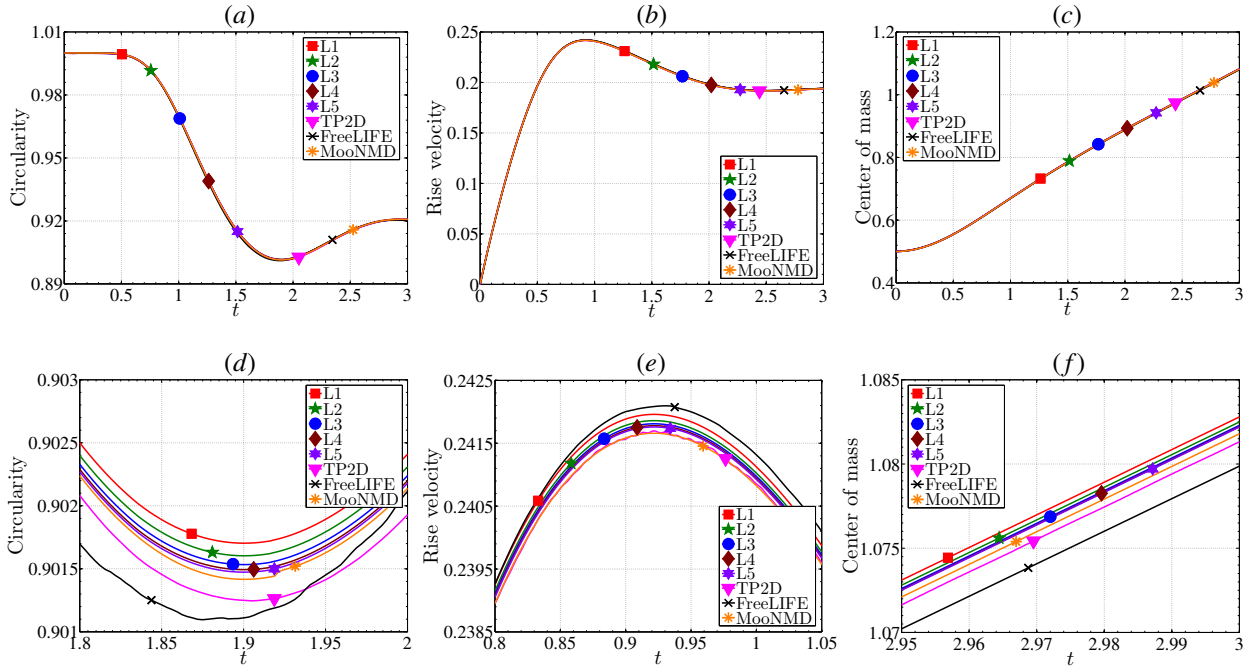 (a)
Circularity
1.01
0.98
0.95
0.92
0.89
0 0.5 1 1.5 2 2.5 3
t
L1
L2
L3
L4
L5
TP2D
FreeLIFE
MooNMD
(b)
Rise velocity
0.25
0.2
0.15
0.1
0.05
0
0 0.5 1 1.5 2 2.5 3
t
L1
L2
L3
L4
L5
TP2D
FreeLIFE
MooNMD
(c)
Center of mass
1.2
1
0.8
0.6
0.4
0 0.5 1 1.5 2 2.5 3
t
L1
L2
L3
L4
L5
TP2D
FreeLIFE
MooNMD
(d)
Circularity
0.903
0.9025
0.902
0.9015
0.901
1.8 1.85 1.9 1.95 2
t
L1
L2
L3
L4
L5
TP2D
FreeLIFE
MooNMD
(e)
Rise velocity
0.2425
0.2415
0.2405
0.2395
0.2385
0.8 0.85 0.9 0.95 1 1.05
t
L1
L2
L3
L4
L5
TP2D
FreeLIFE
MooNMD
(f)
Center of mass
1.085
1.08
1.075
1.07
2.95 2.96 2.97 2.98 2.99 3
t
L1
L2
L3
L4
L5
TP2D
FreeLIFE
MooNMD